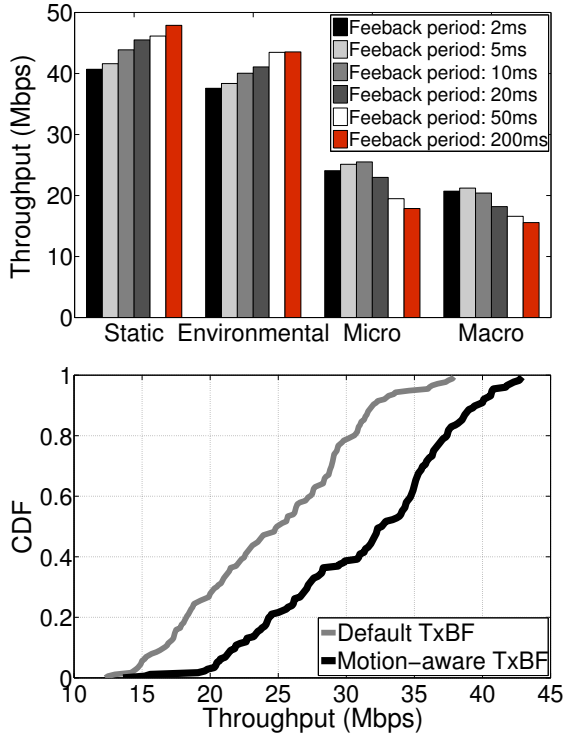 Throughput (Mbps)
50
40
30
20
10
0
Feeback period: 2ms
Feeback period: 5ms
Feeback period: 10ms
Feeback period: 20ms
Feeback period: 50ms
Feeback period: 200ms
Static Environmental Micro Macro
CDF
1
0.8
0.6
0.4
0.2
0
Default TxBF
Motion-aware TxBF
10 15 20 25 30 35 40 45
Throughput (Mbps)